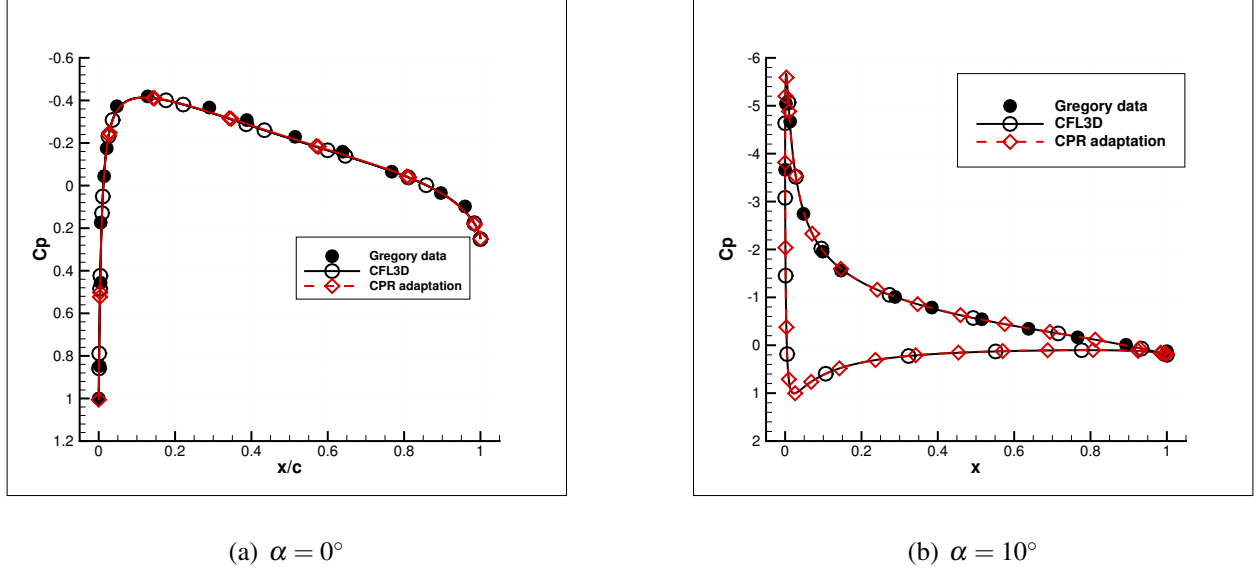 -0.6
-0.4
-0.2
0
0.2
0.4
0.6
0.8
1
1.2
Cp
0 0.2 0.4 0.6 0.8 1
x/c
Gregory data
CFL3D
CPR adaptation
(a) α = 0°
-6
-5
-4
-3
-2
-1
0
1
2
Cp
0 0.2 0.4 0.6 0.8 1
x
Gregory data
CFL3D
CPR adaptation
(b) α = 10°